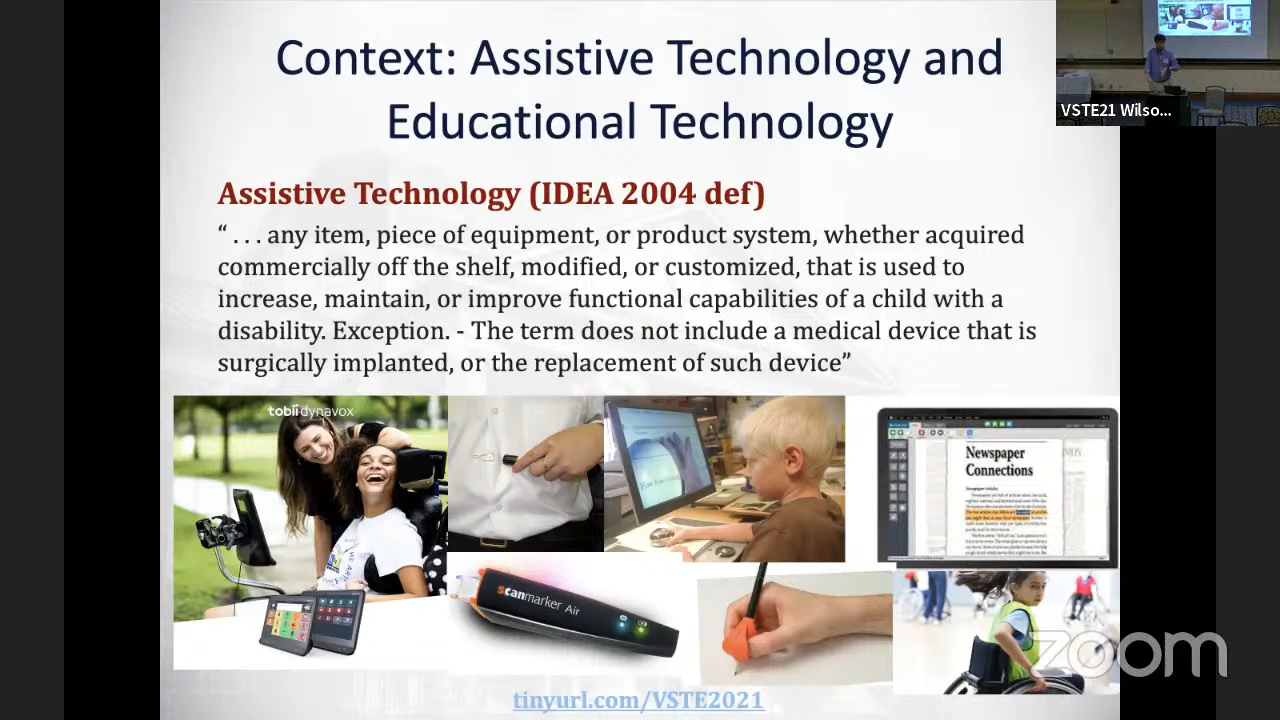 Context: Assistive Technology and
Educational Technology
VSTE21 Wilso...
Assistive Technology (IDEA 2004 def)
“ . . . any item, piece of equipment, or product system, whether acquired
commercially off the shelf, modified, or customized, that is used to
increase, maintain, or improve functional capabilities of a child with a
disability. Exception. - The term does not include a medical device that is
surgically implanted, or the replacement of such device”
tobii dynavox
Newspaper
Connections
scanmarker Air
zoom
tinyurl.com/VSTE2021